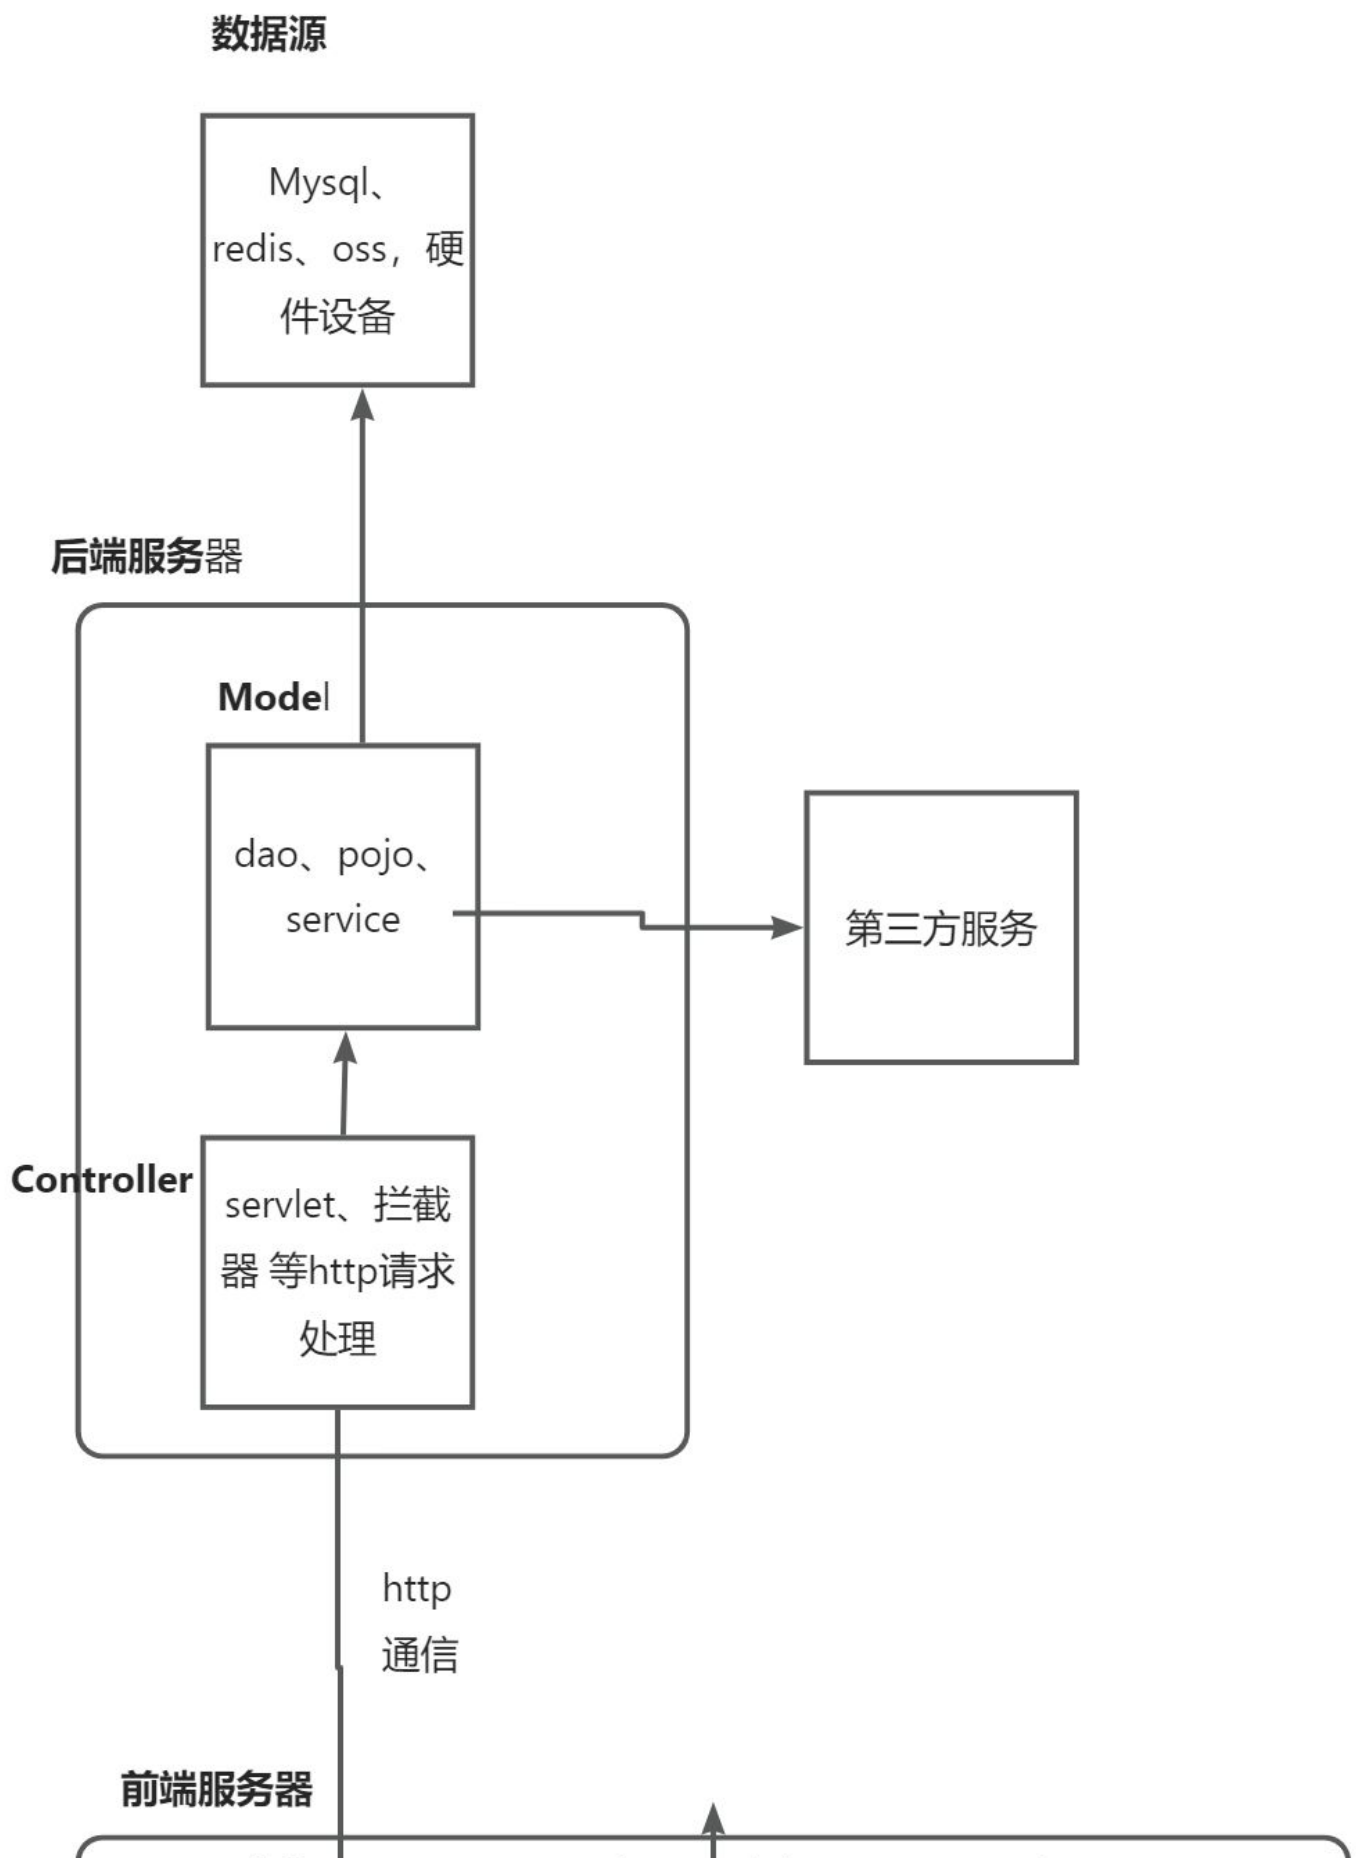 数据源
Mysql、
redis、oss，硬
件设备
后端服务器
Model
dao、pojo、
service
第三方服务
Controller
servlet、拦截
器 等http请求
处理
http
通信
前端服务器